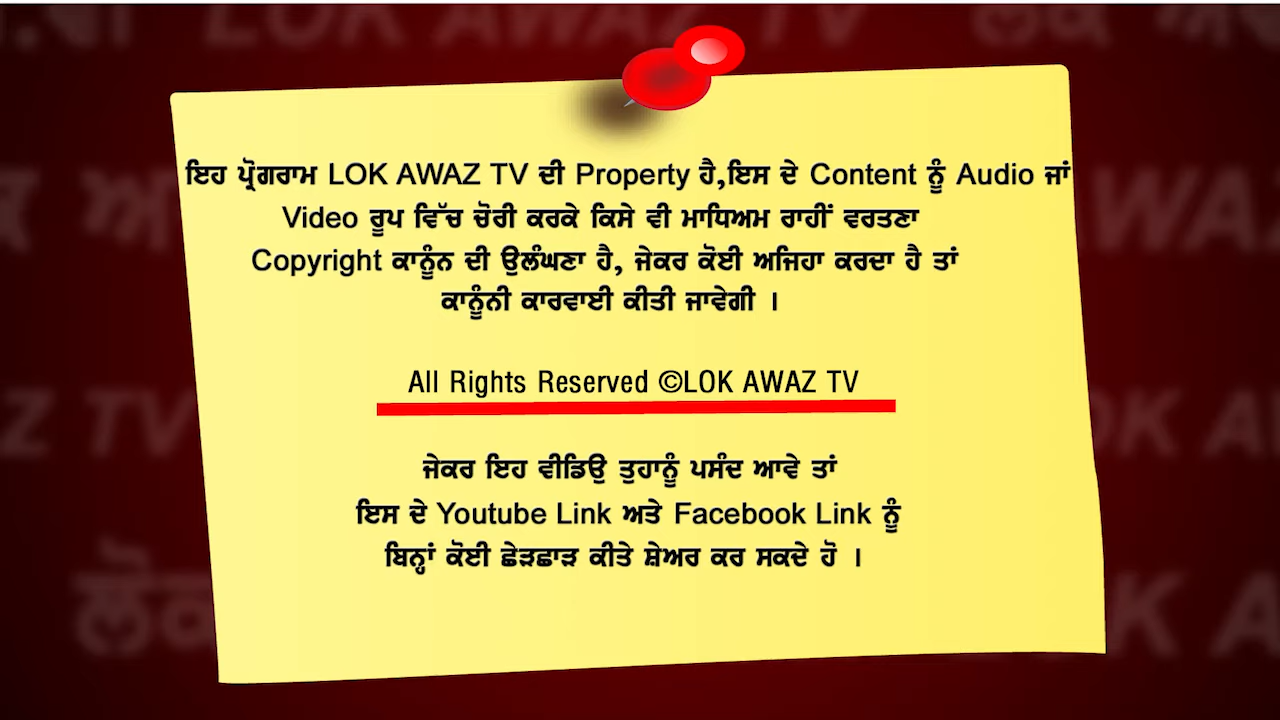 ਇਹ ਪ੍ਰੋਗਰਾਮ LOK AWAZ TV ਦੀ Property ਹੈ,ਇਸ ਦੇ Content ਨੂੰ Audio ਜਾਂ
Video ਰੂਪ ਵਿੱਚ ਚੋਰੀ ਕਰਕੇ ਕਿਸੇ ਵੀ ਮਾਧਿਅਮ ਰਾਹੀਂ ਵਰਤਣਾ
Copyright ਕਾਨੂੰਨ ਦੀ ਉਲੰਘਣਾ ਹੈ, ਜੇਕਰ ਕੋਈ ਅਜਿਹਾ ਕਰਦਾ ਹੈ ਤਾਂ
ਕਾਨੂੰਨੀ ਕਾਰਵਾਈ ਕੀਤੀ ਜਾਵੇਗੀ ।
All Rights Reserved ©LOK AWAZ TV
ਜੇਕਰ ਇਹ ਵੀਡਿਉ ਤੁਹਾਨੂੰ ਪਸੰਦ ਆਵੇ ਤਾਂ
ਇਸ ਦੇ Youtube Link ਅਤੇ Facebook Link ਨੂੰ
ਬਿਨ੍ਹਾਂ ਕੋਈ ਛੇੜਛਾੜ ਕੀਤੇ ਸ਼ੇਅਰ ਕਰ ਸਕਦੇ ਹੋ ।